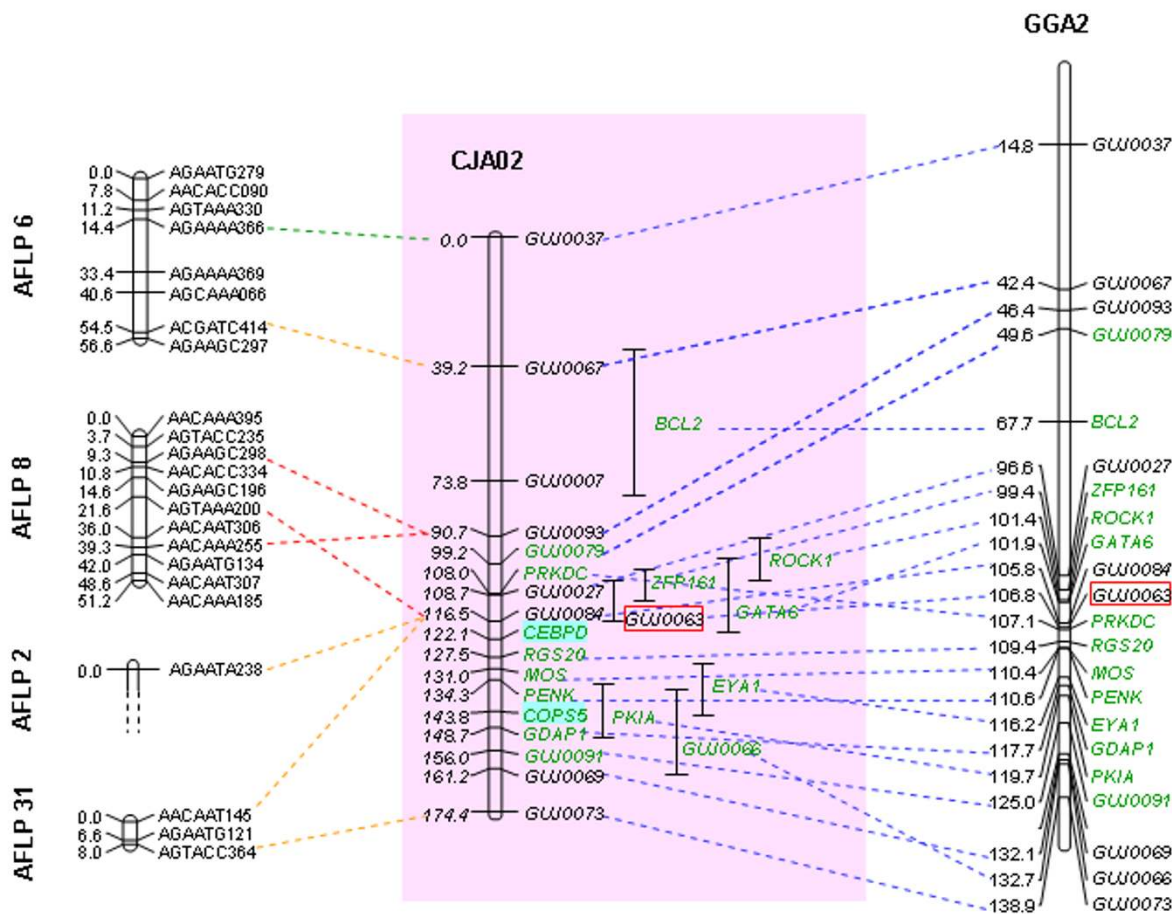 GGA2
14.8 GUJ0037
42.4 GUJ0067
46.4 GUJ0093
49.6 GUJ0079
67.7 BCL2
96.6 GUJ0027
99.4 ZFP161
101.4 ROCK1
101.9 GATA6
105.8 GUJ0084
106.8 GUJ0063
107.1 PRKDC
109.4 RGS20
110.4 MOS
110.6 PENK
116.2 EYA1
117.7 GDAP1
119.7 PKIA
125.0 GUJ0091
132.1 GUJ0069
132.7 GUJ0066
138.9 GUJ0073
CJA02
0.0 GUJ0037
39.2 GUJ0067
73.8 GUJ0007
90.7 GUJ0093
99.2 GUJ0079
108.0 PRKDC
108.7 GUJ0027
116.5 GUJ0084
122.1 CEBPD
127.5 RGS20
131.0 MOS
134.3 PENK
143.8 COPS5
148.7 GDAP1
156.0 GUJ0091
161.2 GUJ0069
174.4 GUJ0073
BCL2
ROCK1
ZFP161
GATA6
GUJ0063
EYA1
PKIA
GUJ0066
AFLP 6
0.0 AGAATG279
7.8 AACACC090
11.2 AGTAAA330
14.4 AGAAAA366
33.4 AGAAAA369
40.6 AGCAAA066
54.5 ACGATC414
56.6 AGAAGC297
AFLP 8
0.0 AACAAA395
3.7 AGTACC235
9.3 AGAAGC298
10.8 AACACC334
14.6 AGAAGC196
21.6 AGTAAA200
36.0 AACAAT306
39.3 AACAAA255
42.0 AGAATG134
48.6 AACAAT307
51.2 AACAAA185
AFLP 2
0.0 AGAATA238
AFLP 31
0.0 AACAAT145
6.6 AGAATG121
8.0 AGTACC364